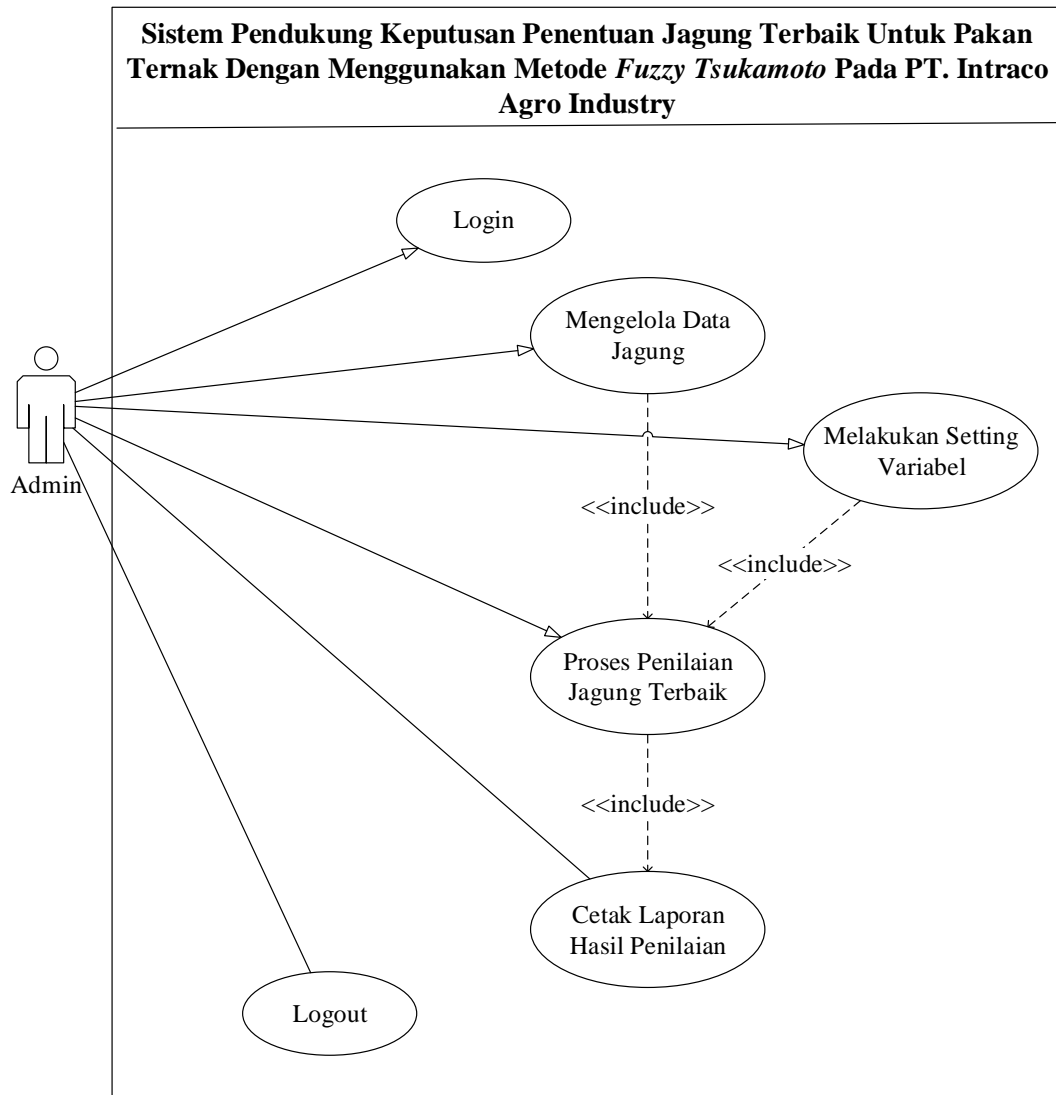 Sistem Pendukung Keputusan Penentuan Jagung Terbaik Untuk Pakan
Ternak Dengan Menggunakan Metode Fuzzy Tsukamoto Pada PT. Intraco
Agro Industry
Login
Mengelola Data
Jagung
Melakukan Setting
Variabel
Admin
<<include>>
<<include>>
Proses Penilaian
Jagung Terbaik
<<include>>
Cetak Laporan
Hasil Penilaian
Logout